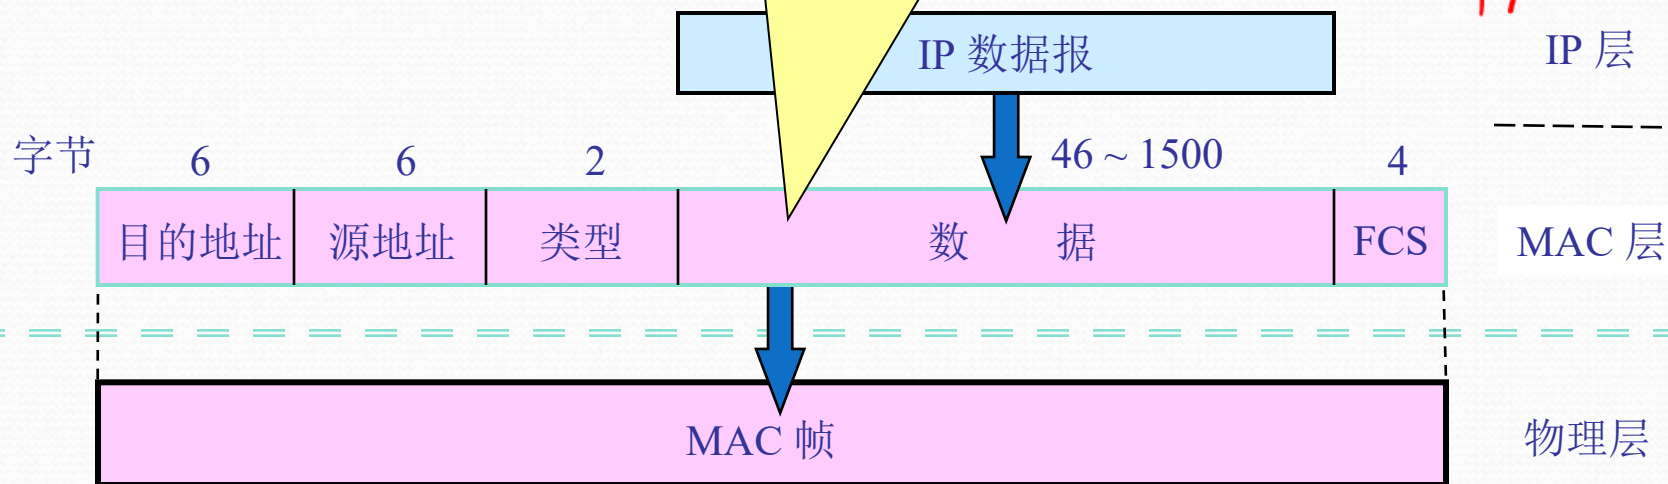 IP 数据报
IP 层
字节 6 6 2 46 ~ 1500 4
目的地址 源地址 类型 数 据 FCS
MAC 层
MAC 帧
物理层